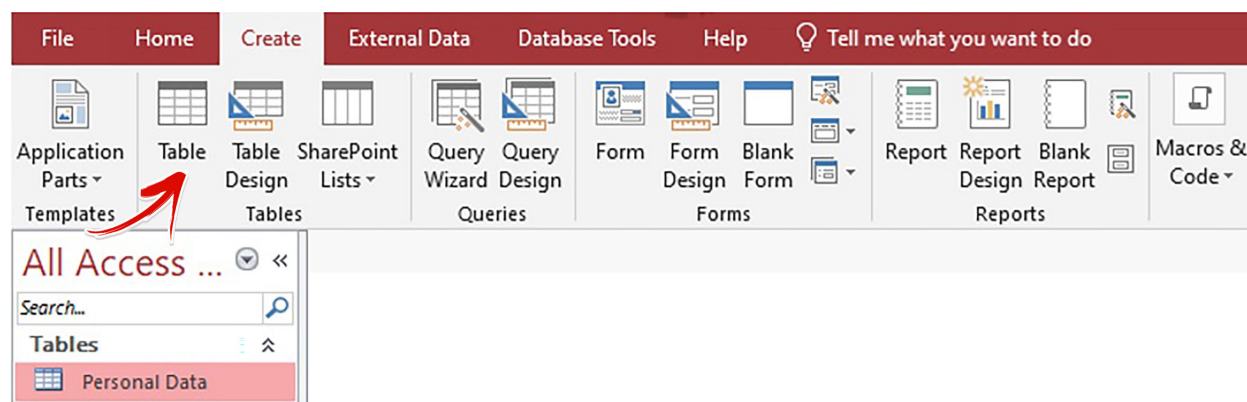 File Home Create External Data Database Tools Help Tell me what you want to do
Application Table Table SharePoint Query Query Form Form Blank Report Report Blank Macros &
Parts Design Lists Wizard Design Design Form Design Report Code
Templates Tables Queries Forms Reports
All Access ...
Search...
Tables
Personal Data